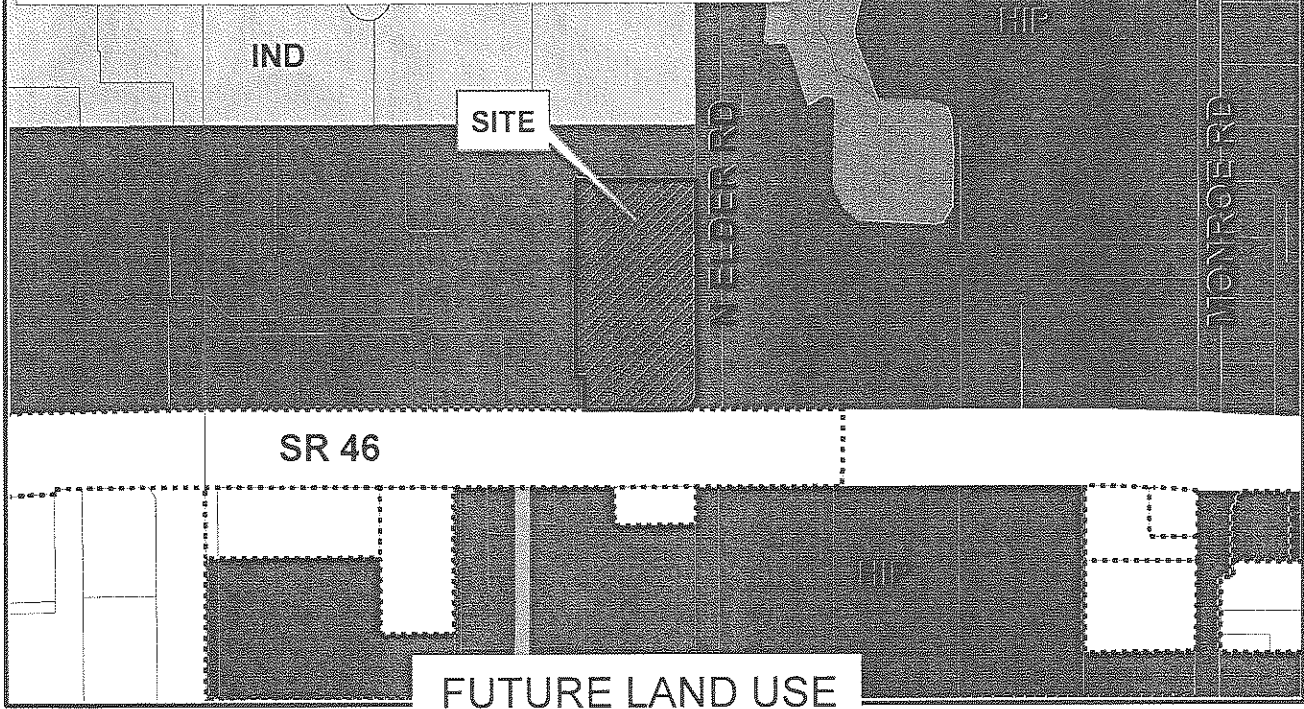 HIP
IND
SITE
N ELDER RD
MONROE RD
SR 46
HIP
FUTURE LAND USE